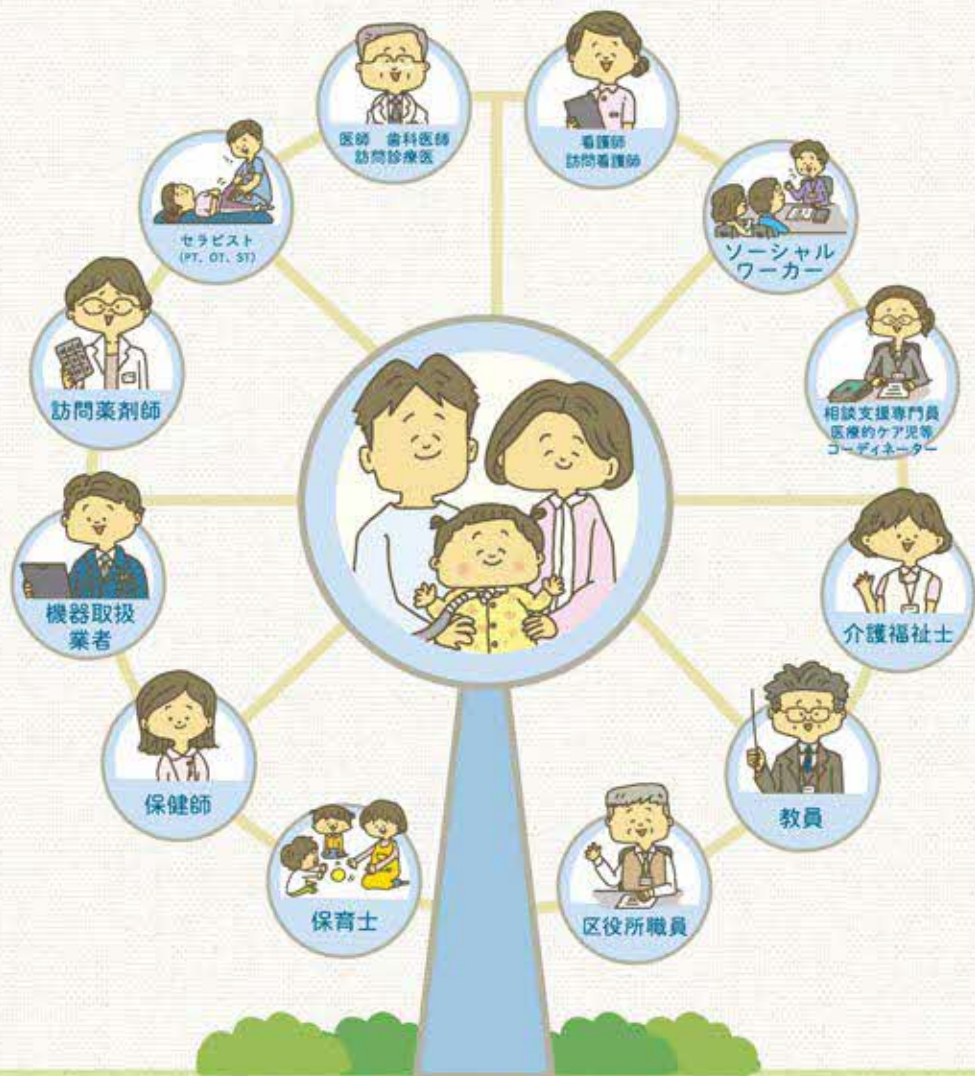 医師　歯科医師
訪問診療医
看護師
訪問看護師
セラピスト
(PT、OT、ST)
ソーシャル
ワーカー
訪問薬剤師
相談支援専門員
医療的ケア児等
コーディネーター
機器取扱
業者
介護福祉士
保健師
教員
保育士
区役所職員